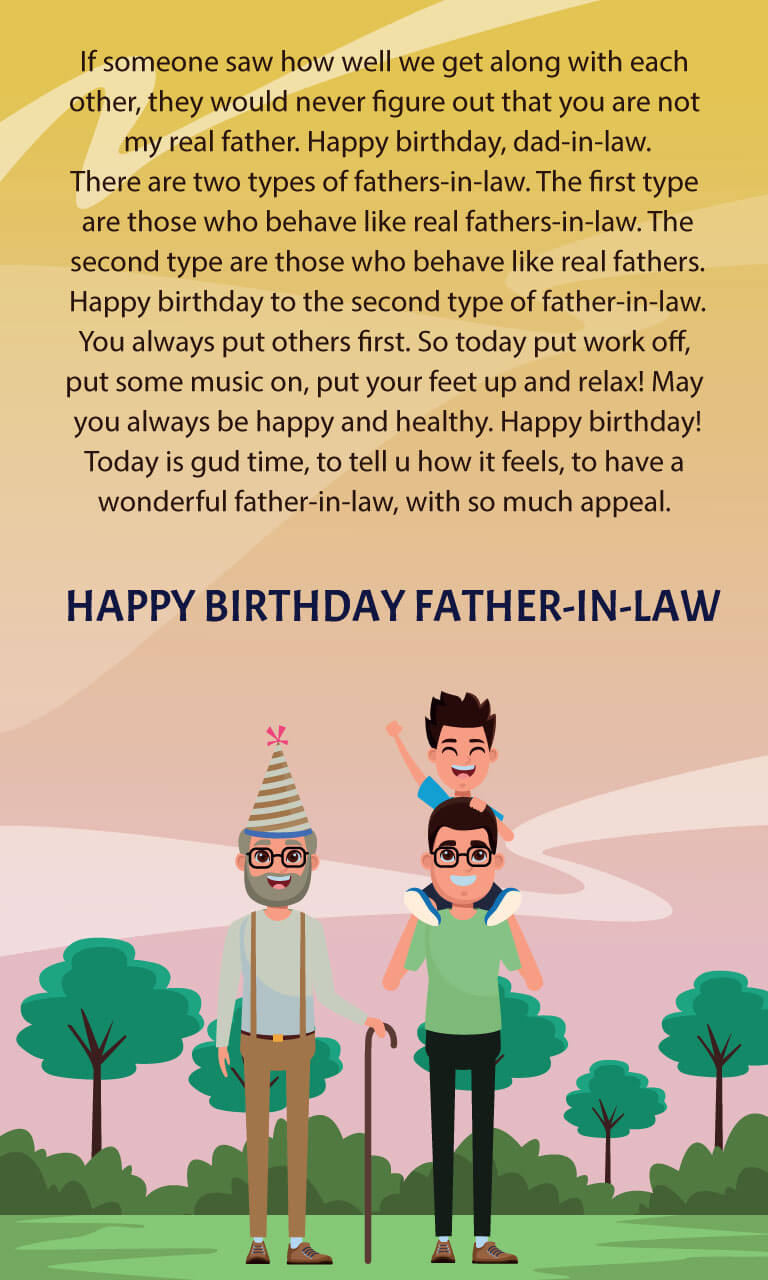 If someone saw how well we get along with each
other, they would never figure out that you are not
my real father. Happy birthday, dad-in-law.
There are two types of fathers-in-law. The first type
are those who behave like real fathers-in-law. The
second type are those who behave like real fathers.
Happy birthday to the second type of father-in-law.
You always put others first. So today put work off,
put some music on, put your feet up and relax! May
you always be happy and healthy. Happy birthday!
Today is gud time, to tell u how it feels, to have a
wonderful father-in-law, with so much appeal.
HAPPY BIRTHDAY FATHER-IN-LAW